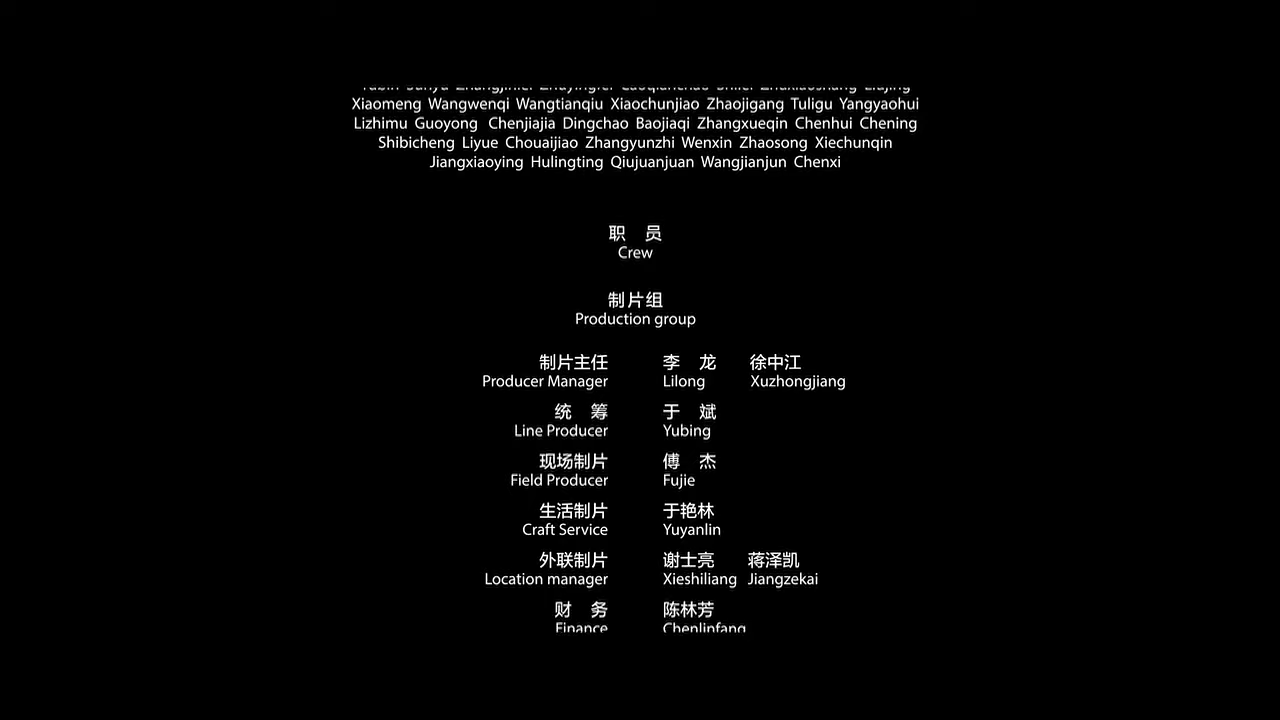 Xiaomeng Wangwenqi Wangtianqiu Xiaochunjiao Zhaojigang Tuligu Yangyaohui
Lizhimu Guoyong Chenjiajia Dingchao Baojiaqi Zhangxueqin Chenhui Chening
Shibicheng Liyue Chouaijiao Zhangyunzhi Wenxin Zhaosong Xiechunqin
Jiangxiaoying Hulingting Qiujuanjuan Wangjianjun Chenxi
职 员
Crew
制片组
Production group
制片主任 李 龙 徐中江
Producer Manager Lilong Xuzhongjiang
统 筹 于 斌
Line Producer Yubing
现场制片 傅 杰
Field Producer Fujie
生活制片 于艳林
Craft Service Yuyanlin
外联制片 谢士亮 蒋泽凯
Location manager Xieshiliang Jiangzekai
财 务 陈林芳
Finance Chenlinfang